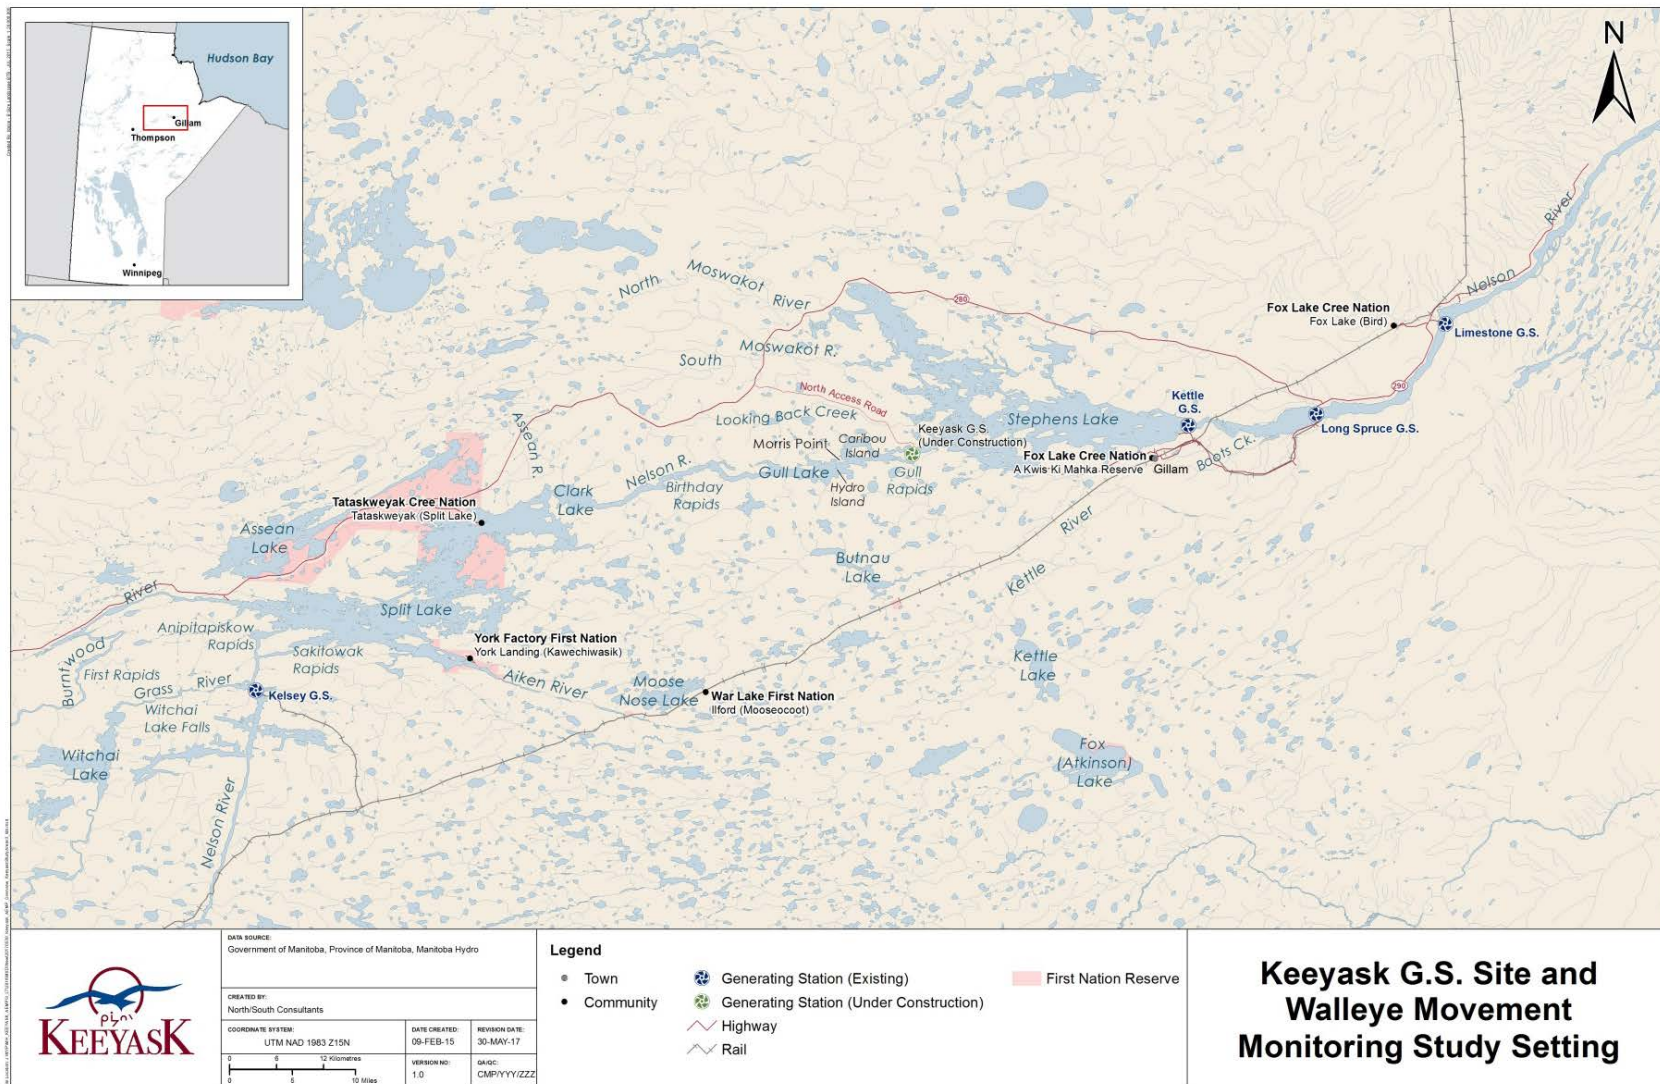 Hudson Bay
Gillam
Thompson
Winnipeg
N
North
Moswakot
River
280
Nelson
River
Fox Lake Cree Nation
Fox Lake (Bird)
Limestone G.S.
South
Moswakot R.
North Access Road
290
Looking Back Creek
Stephens Lake
Kettle
G.S.
Long Spruce G.S.
Assean R.
Morris Point
Caribou
Island
Keeyask G.S.
(Under Construction)
Fox Lake Cree Nation
A Kwis Ki Mahka Reserve
Gillam
Boots Ck.
Nelson R.
Gull Lake
Gull
Rapids
Birthday
Rapids
Hydro
Island
Clark
Lake
Tataskweyak Cree Nation
Tataskweyak (Split Lake)
Assean
Lake
Kettle
River
Butnau
Lake
River
Burntwood
Split Lake
Anipitapiskow
Rapids
Sakitowak
Rapids
York Factory First Nation
York Landing (Kawechiwasik)
Aiken River
Moose
Nose Lake
War Lake First Nation
Ilford (Mooseocoot)
Kettle
Lake
First Rapids
Grass River
Kelsey G.S.
Witchai
Lake Falls
Witchai
Lake
Nelson River
Fox
(Atkinson)
Lake
KEEYASK
DATA SOURCE:
Government of Manitoba, Province of Manitoba, Manitoba Hydro
CREATED BY:
North/South Consultants
COORDINATE SYSTEM:
UTM NAD 1983 Z15N
DATE CREATED:
09-FEB-15
REVISION DATE:
30-MAY-17
0 6 12 Kilometres
0 5 10 Miles
VERSION NO:
1.0
QA/QC:
CMP/YYY/ZZZ
Legend
Town
Community
Generating Station (Existing)
Generating Station (Under Construction)
Highway
Rail
First Nation Reserve
Keeyask G.S. Site and
Walleye Movement
Monitoring Study Setting